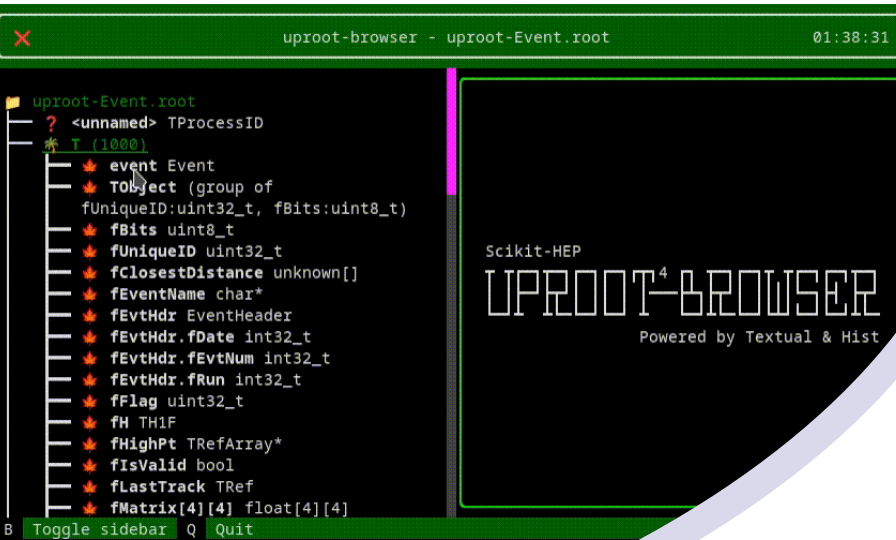 uproot-browser - uproot-Event.root
01:38:31
uproot-Event.root
<unnamed> TProcessID
T (1000)
event Event
TObject (group of
fUniqueID:uint32_t, fBits:uint8_t)
fBits uint8_t
fUniqueID uint32_t
fClosestDistance unknown[]
fEventName char*
fEvtHdr EventHeader
fEvtHdr.fDate int32_t
fEvtHdr.fEvtNum int32_t
fEvtHdr.fRun int32_t
fFlag uint32_t
fH TH1F
fHighPt TRefArray*
fIsValid bool
fLastTrack TRef
fMatrix[4][4] float[4][4]
Scikit-HEP
UPROOT4-BROWSER
Powered by Textual & Hist
B Toggle sidebar Q Quit